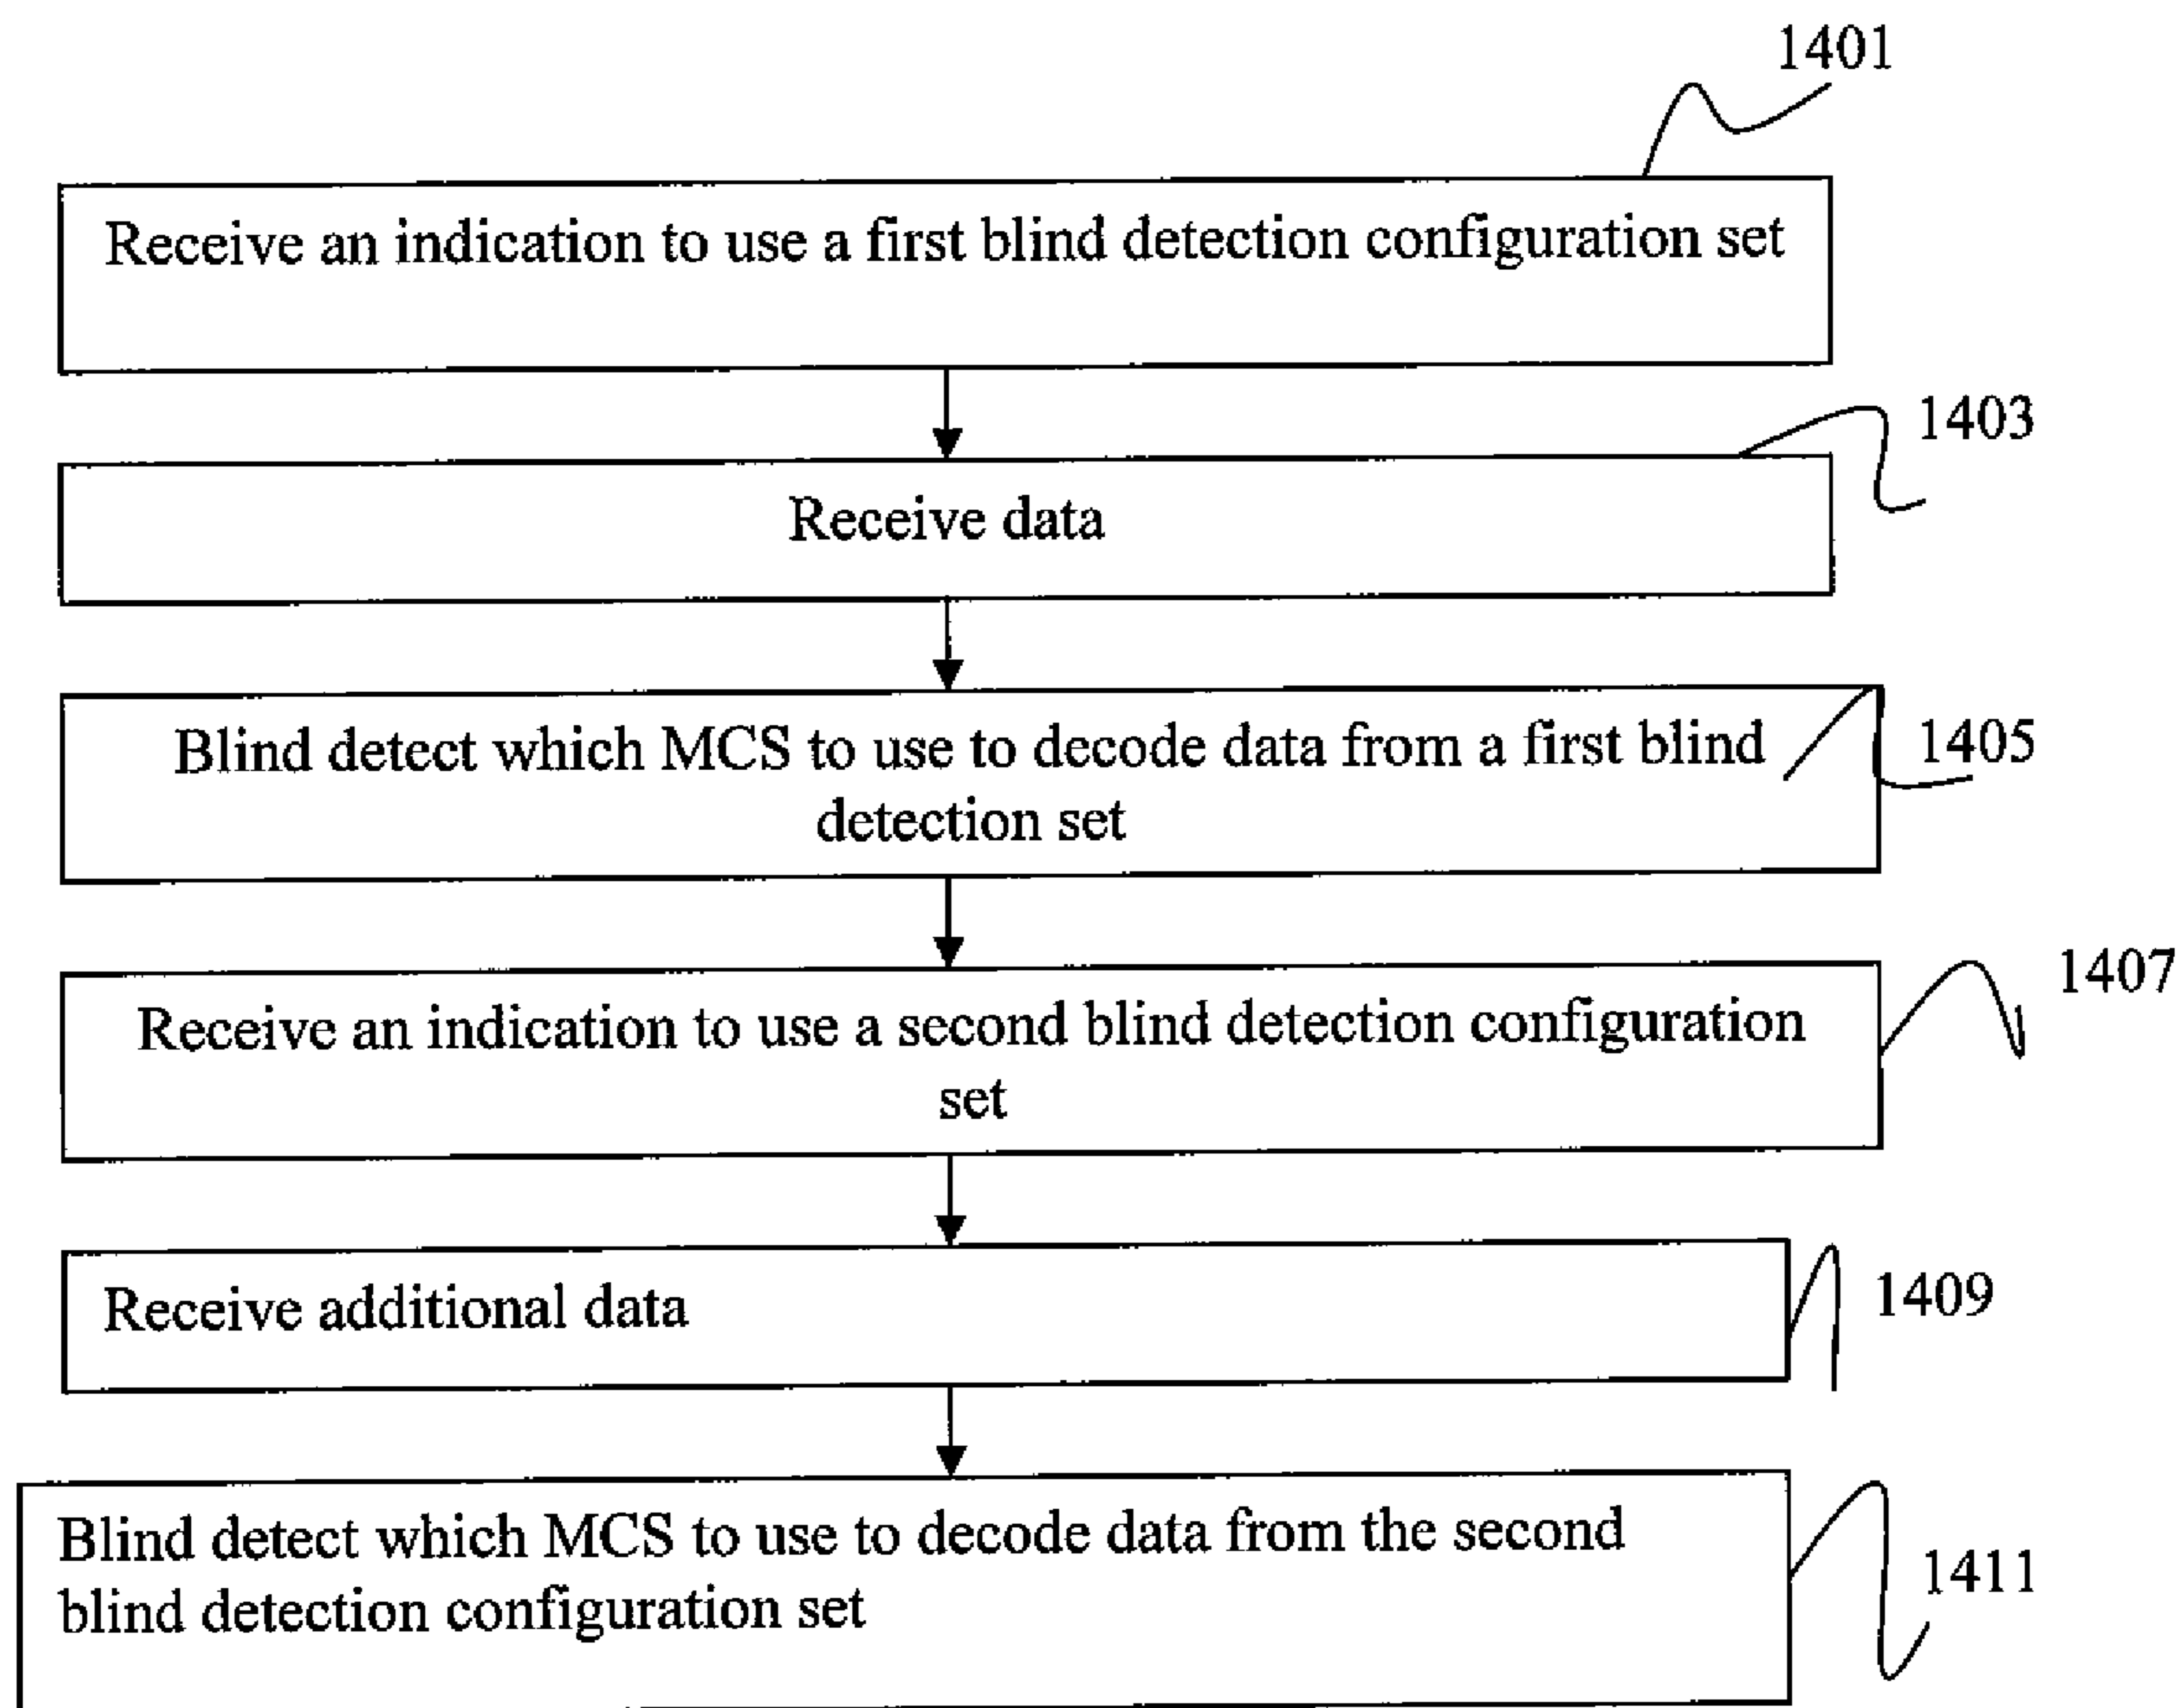 1401
Receive an indication to use a first blind detection configuration set
1403
Receive data
Blind detect which MCS to use to decode data from a first blind
detection set
1405
Receive an indication to use a second blind detection configuration
set
1407
Receive additional data
1409
Blind detect which MCS to use to decode data from the second
blind detection configuration set
1411